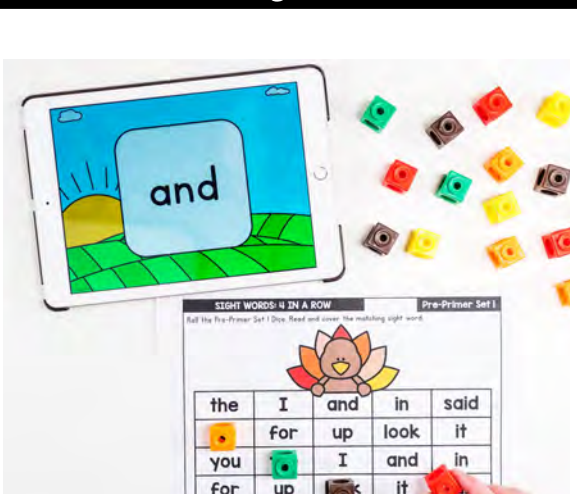 and
SIGHT WORDS: 4 IN A ROW
Pre-Primer Set 1
Roll the Pre-Primer Set 1 Dice. Read and cover the matching sight word.
the I and in said
for up look it
you I and in
for up it